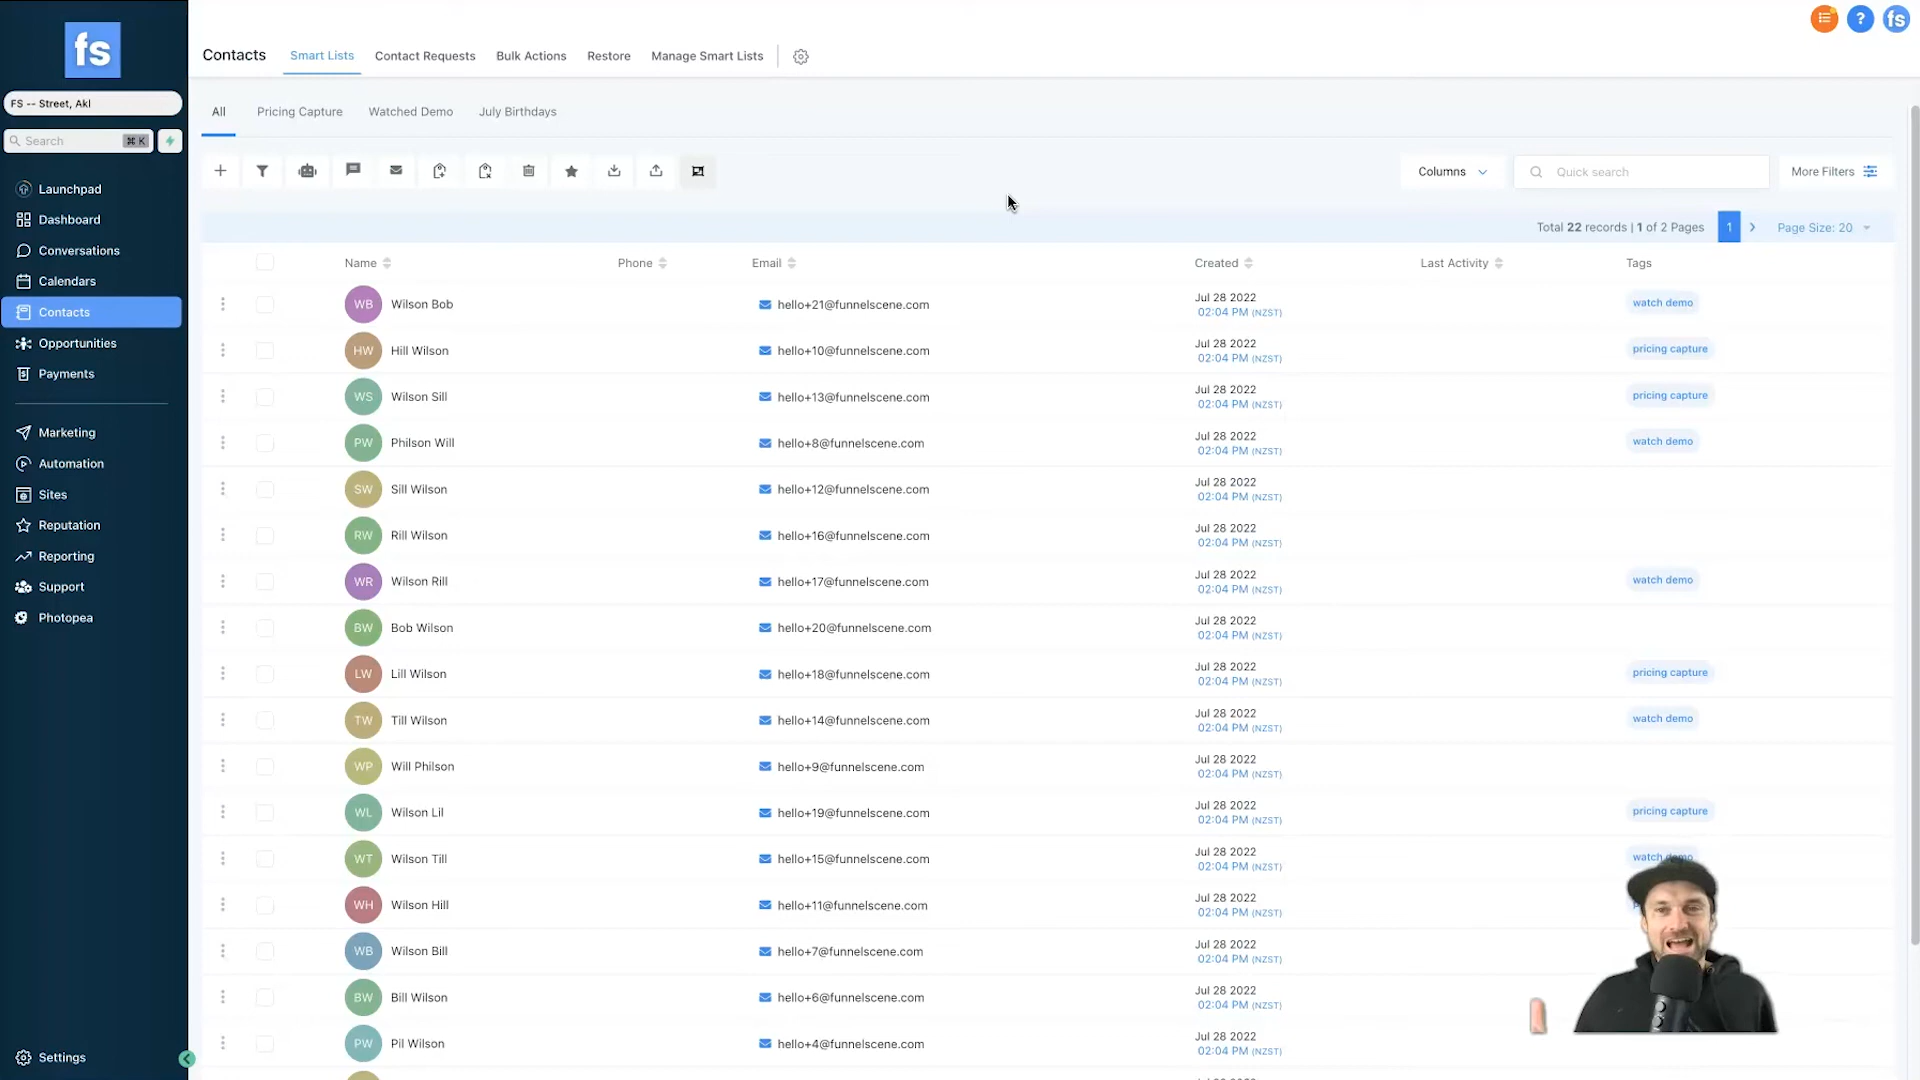 fs
Contacts Smart Lists Contact Requests Bulk Actions Restore Manage Smart Lists
? fs
FS -- Street, Akl
Search ⌘ K
Launchpad
Dashboard
Conversations
Calendars
Contacts
Opportunities
Payments
Marketing
Automation
Sites
Reputation
Reporting
Support
Photopea
Settings
All Pricing Capture Watched Demo July Birthdays
Columns Quick search More Filters
Total 22 records | 1 of 2 Pages 1 Page Size: 20
Name Phone Email Created Last Activity Tags
WB Wilson Bob hello+21@funnelscene.com Jul 28 2022 watch demo
02:04 PM (NZST)
HW Hill Wilson hello+10@funnelscene.com Jul 28 2022 pricing capture
02:04 PM (NZST)
WS Wilson Sill hello+13@funnelscene.com Jul 28 2022 pricing capture
02:04 PM (NZST)
PW Philson Will hello+8@funnelscene.com Jul 28 2022 watch demo
02:04 PM (NZST)
SW Sill Wilson hello+12@funnelscene.com Jul 28 2022
02:04 PM (NZST)
RW Rill Wilson hello+16@funnelscene.com Jul 28 2022
02:04 PM (NZST)
WR Wilson Rill hello+17@funnelscene.com Jul 28 2022 watch demo
02:04 PM (NZST)
BW Bob Wilson hello+20@funnelscene.com Jul 28 2022
02:04 PM (NZST)
LW Lill Wilson hello+18@funnelscene.com Jul 28 2022 pricing capture
02:04 PM (NZST)
TW Till Wilson hello+14@funnelscene.com Jul 28 2022 watch demo
02:04 PM (NZST)
WP Will Philson hello+9@funnelscene.com Jul 28 2022
02:04 PM (NZST)
WL Wilson Lil hello+19@funnelscene.com Jul 28 2022 pricing capture
02:04 PM (NZST)
WT Wilson Till hello+15@funnelscene.com Jul 28 2022 watch demo
02:04 PM (NZST)
WH Wilson Hill hello+11@funnelscene.com Jul 28 2022
02:04 PM (NZST)
WB Wilson Bill hello+7@funnelscene.com Jul 28 2022
02:04 PM (NZST)
BW Bill Wilson hello+6@funnelscene.com Jul 28 2022
02:04 PM (NZST)
PW Pil Wilson hello+4@funnelscene.com Jul 28 2022
02:04 PM (NZST)